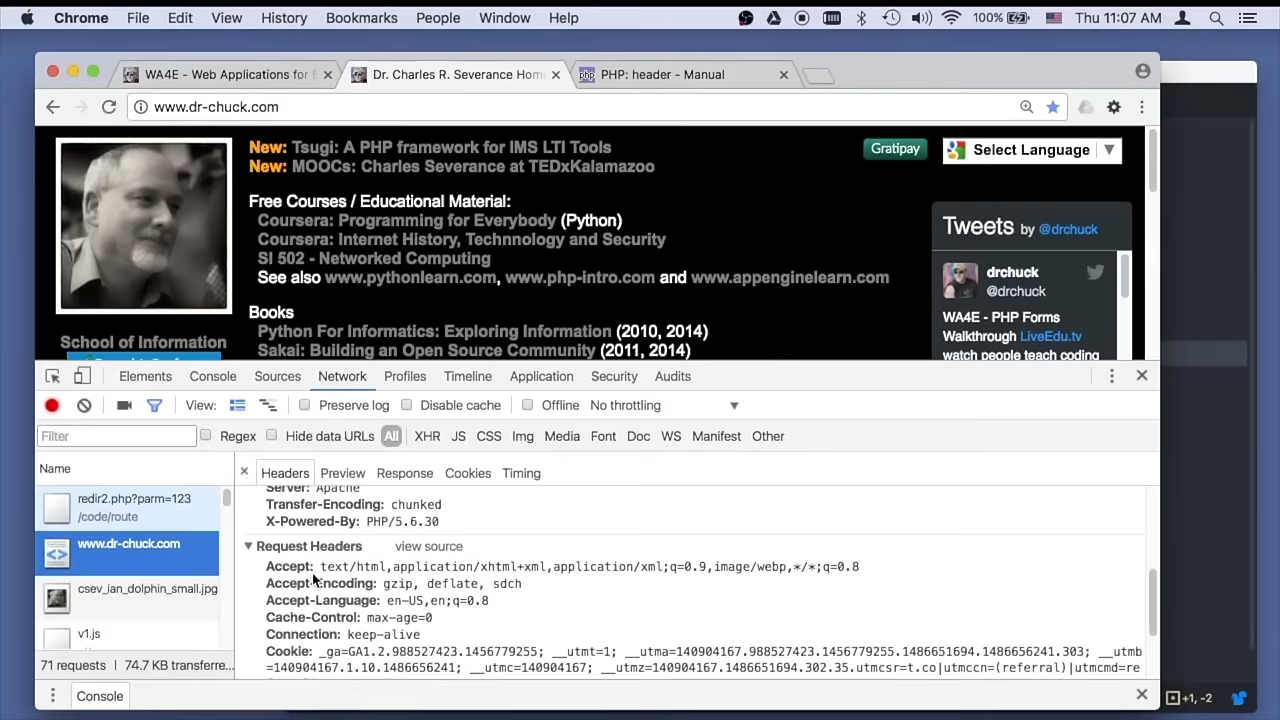 Chrome File Edit View History Bookmarks People Window Help 100% Thu 11:07 AM
WA4E - Web Applications for E Dr. Charles R. Severance Hom PHP: header - Manual
www.dr-chuck.com
New: Tsugi: A PHP framework for IMS LTI Tools
New: MOOCs: Charles Severance at TEDxKalamazoo
Gratipay
Select Language
Free Courses / Educational Material:
Coursera: Programming for Everybody (Python)
Coursera: Internet History, Technnology and Security
SI 502 - Networked Computing
See also www.pythonlearn.com, www.php-intro.com and www.appenginelearn.com
Books
Python For Informatics: Exploring Information (2010, 2014)
Sakai: Building an Open Source Community (2011, 2014)
School of Information
Tweets by @drchuck
drchuck
@drchuck
WA4E - PHP Forms
Walkthrough LiveEdu.tv
watch people teach coding
Elements Console Sources Network Profiles Timeline Application Security Audits
View: Preserve log Disable cache Offline No throttling
Filter Regex Hide data URLs All XHR JS CSS Img Media Font Doc WS Manifest Other
Name
redir2.php?parm=123
/code/route
www.dr-chuck.com
csev_ian_dolphin_small.jpg
v1.js
71 requests | 74.7 KB transferre...
Headers Preview Response Cookies Timing
Server: Apache
Transfer-Encoding: chunked
X-Powered-By: PHP/5.6.30
Request Headers view source
Accept: text/html,application/xhtml+xml,application/xml;q=0.9,image/webp,*/*;q=0.8
Accept-Encoding: gzip, deflate, sdch
Accept-Language: en-US,en;q=0.8
Cache-Control: max-age=0
Connection: keep-alive
Cookie: _ga=GA1.2.988527423.1456779255; __utmt=1; __utma=140904167.988527423.1456779255.1486651694.1486656241.303; __utmb
=140904167.1.10.1486656241; __utmc=140904167; __utmz=140904167.1486651694.302.35.utmcsr=t.co|utmccn=(referral)|utmcmd=re
Console
+1, -2